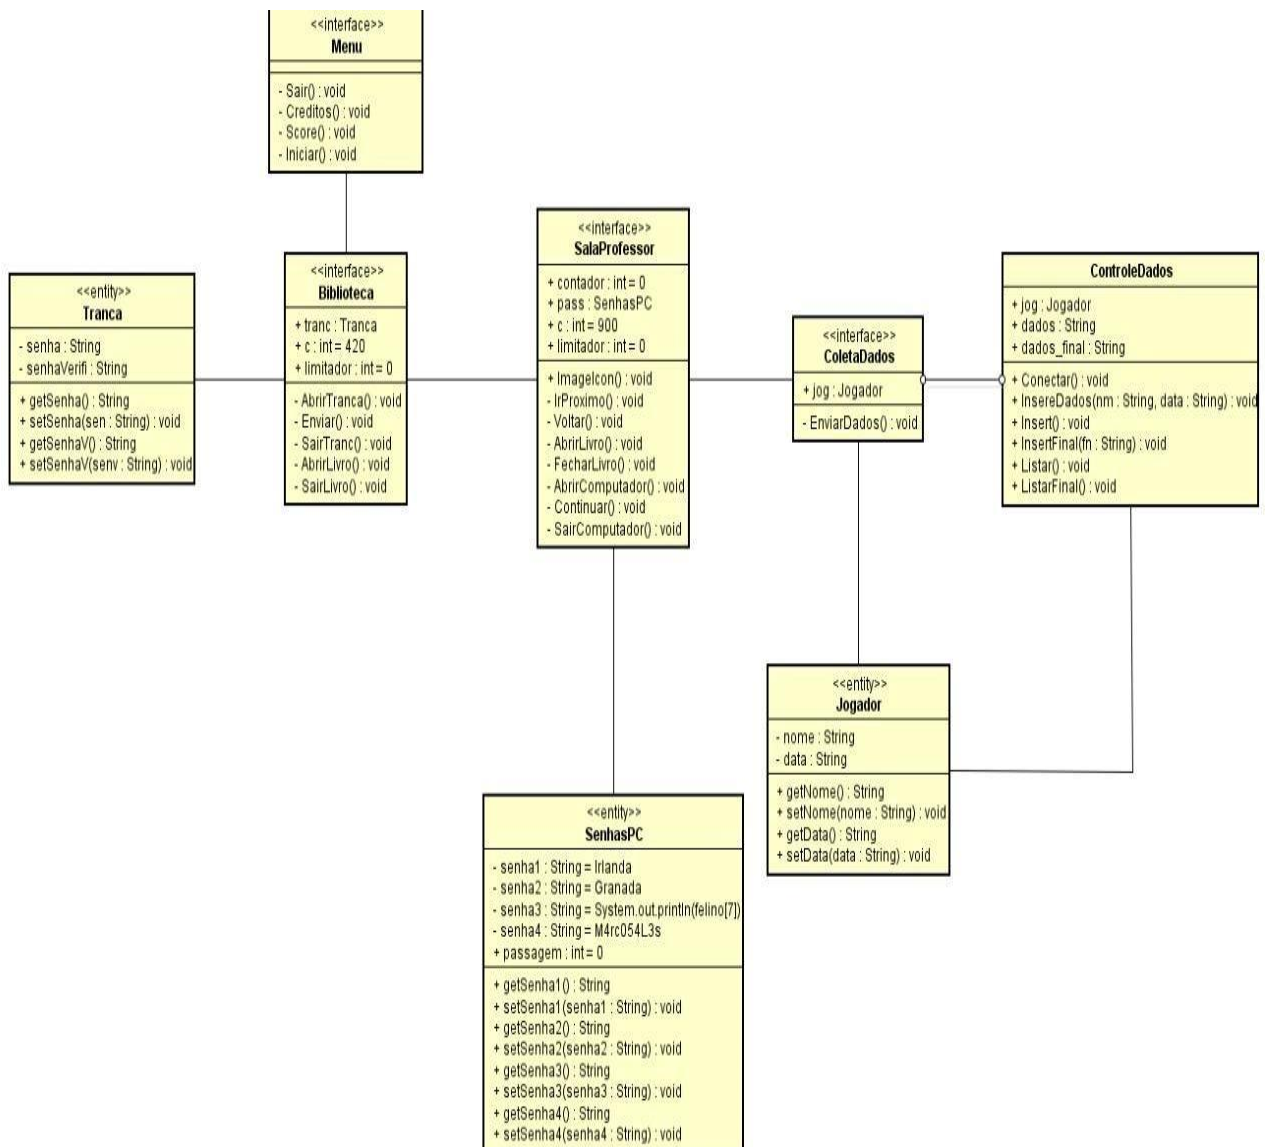 <<interface>>
Menu
- Sair() : void
- Creditos() : void
- Score() : void
- Iniciar() : void
<<entity>>
Tranca
- senha : String
- senhaVerifi : String
+ getSenha() : String
+ setSenha(sen : String) : void
+ getSenhaV() : String
+ setSenhaV(senv : String) : void
<<interface>>
Biblioteca
+ tranc : Tranca
+ c : int = 420
+ limitador : int = 0
- AbrirTranca() : void
- Enviar() : void
- SairTranc() : void
- AbrirLivro() : void
- SairLivro() : void
<<interface>>
SalaProfessor
+ contador : int = 0
+ pass : SenhasPC
+ c : int = 900
+ limitador : int = 0
+ ImageIcon() : void
- IrProximo() : void
- Voltar() : void
- AbrirLivro() : void
- FecharLivro() : void
- AbrirComputador() : void
- Continuar() : void
- SairComputador() : void
<<interface>>
ColetaDados
+ jog : Jogador
- EnviarDados() : void
ControleDados
+ jog : Jogador
+ dados : String
+ dados_final : String
+ Conectar() : void
+ InsereDados(nm : String, data : String) : void
+ Insert() : void
+ InsertFinal(fn : String) : void
+ Listar() : void
+ ListarFinal() : void
<<entity>>
Jogador
- nome : String
- data : String
+ getNome() : String
+ setNome(nome : String) : void
+ getData() : String
+ setData(data : String) : void
<<entity>>
SenhasPC
- senha1 : String = Irlanda
- senha2 : String = Granada
- senha3 : String = System.out.println(felino[7])
- senha4 : String = M4rc054L3s
+ passagem : int = 0
+ getSenha1() : String
+ setSenha1(senha1 : String) : void
+ getSenha2() : String
+ setSenha2(senha2 : String) : void
+ getSenha3() : String
+ setSenha3(senha3 : String) : void
+ getSenha4() : String
+ setSenha4(senha4 : String) : void